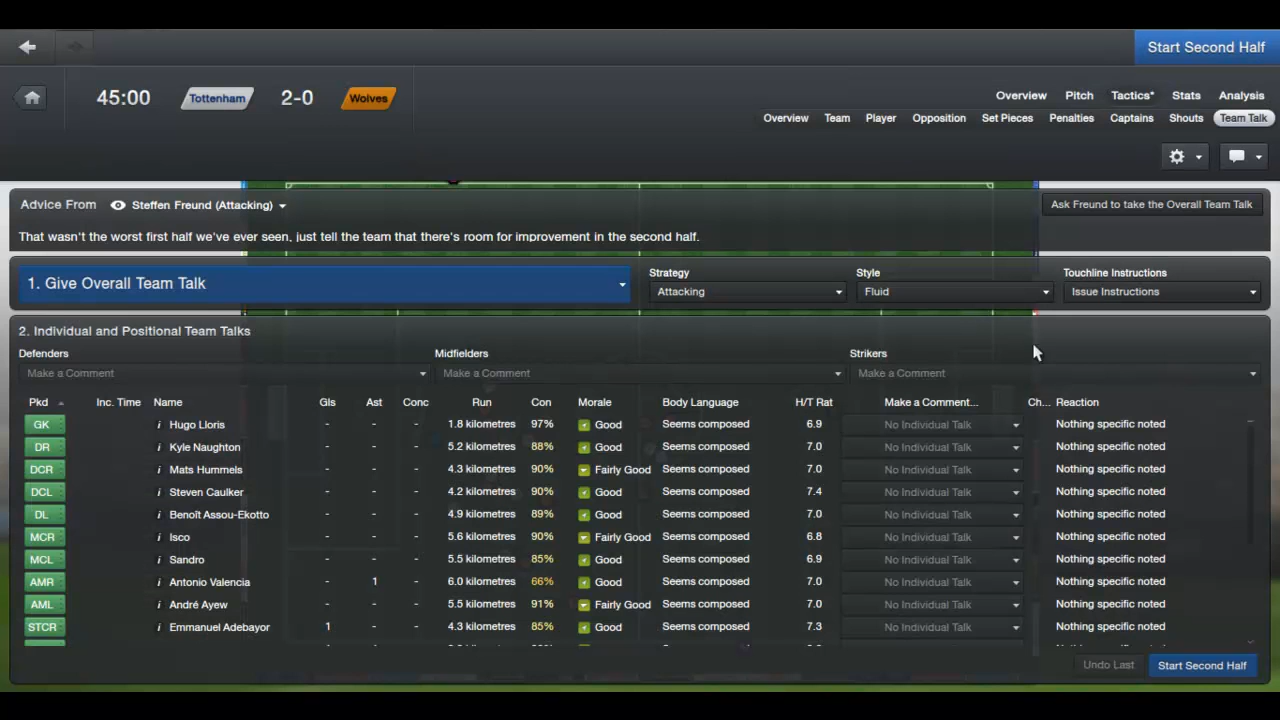 Start Second Half
45:00 Tottenham 2-0 Wolves
Overview Pitch Tactics* Stats Analysis
Overview Team Player Opposition Set Pieces Penalties Captains Shouts Team Talk
Advice From Steffen Freund (Attacking) Ask Freund to take the Overall Team Talk
That wasn't the worst first half we've ever seen, just tell the team that there's room for improvement in the second half.
Strategy Style Touchline Instructions
1. Give Overall Team Talk Attacking Fluid Issue Instructions
2. Individual and Positional Team Talks
Defenders Midfielders Strikers
Make a Comment Make a Comment Make a Comment
Pkd Inc. Time Name Gls Ast Conc Run Con Morale Body Language H/T Rat Make a Comment... Ch... Reaction
GK i Hugo Lloris - - - 1.8 kilometres 97% Good Seems composed 6.9 No Individual Talk Nothing specific noted
DR i Kyle Naughton - - - 5.2 kilometres 88% Good Seems composed 7.0 No Individual Talk Nothing specific noted
DCR i Mats Hummels - - - 4.3 kilometres 90% Fairly Good Seems composed 7.0 No Individual Talk Nothing specific noted
DCL i Steven Caulker - - - 4.2 kilometres 90% Good Seems composed 7.4 No Individual Talk Nothing specific noted
DL i Benoît Assou-Ekotto - - - 4.9 kilometres 89% Good Seems composed 7.0 No Individual Talk Nothing specific noted
MCR i Isco - - - 5.6 kilometres 90% Fairly Good Seems composed 6.8 No Individual Talk Nothing specific noted
MCL i Sandro - - - 5.5 kilometres 85% Good Seems composed 6.9 No Individual Talk Nothing specific noted
AMR i Antonio Valencia - 1 - 6.0 kilometres 66% Good Seems composed 7.0 No Individual Talk Nothing specific noted
AML i André Ayew - - - 5.5 kilometres 91% Fairly Good Seems composed 7.0 No Individual Talk Nothing specific noted
STCR i Emmanuel Adebayor 1 - - 4.3 kilometres 85% Good Seems composed 7.3 No Individual Talk Nothing specific noted
Undo Last Start Second Half